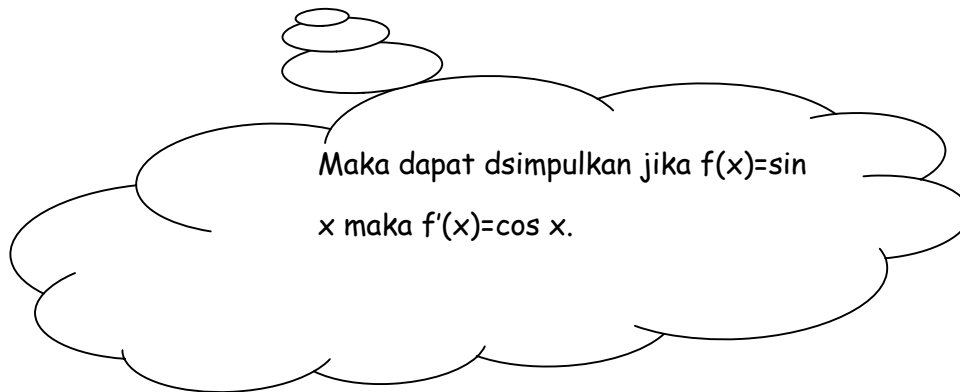 Maka dapat dsimpulkan jika f(x)=sin
x maka f'(x)=cos x.